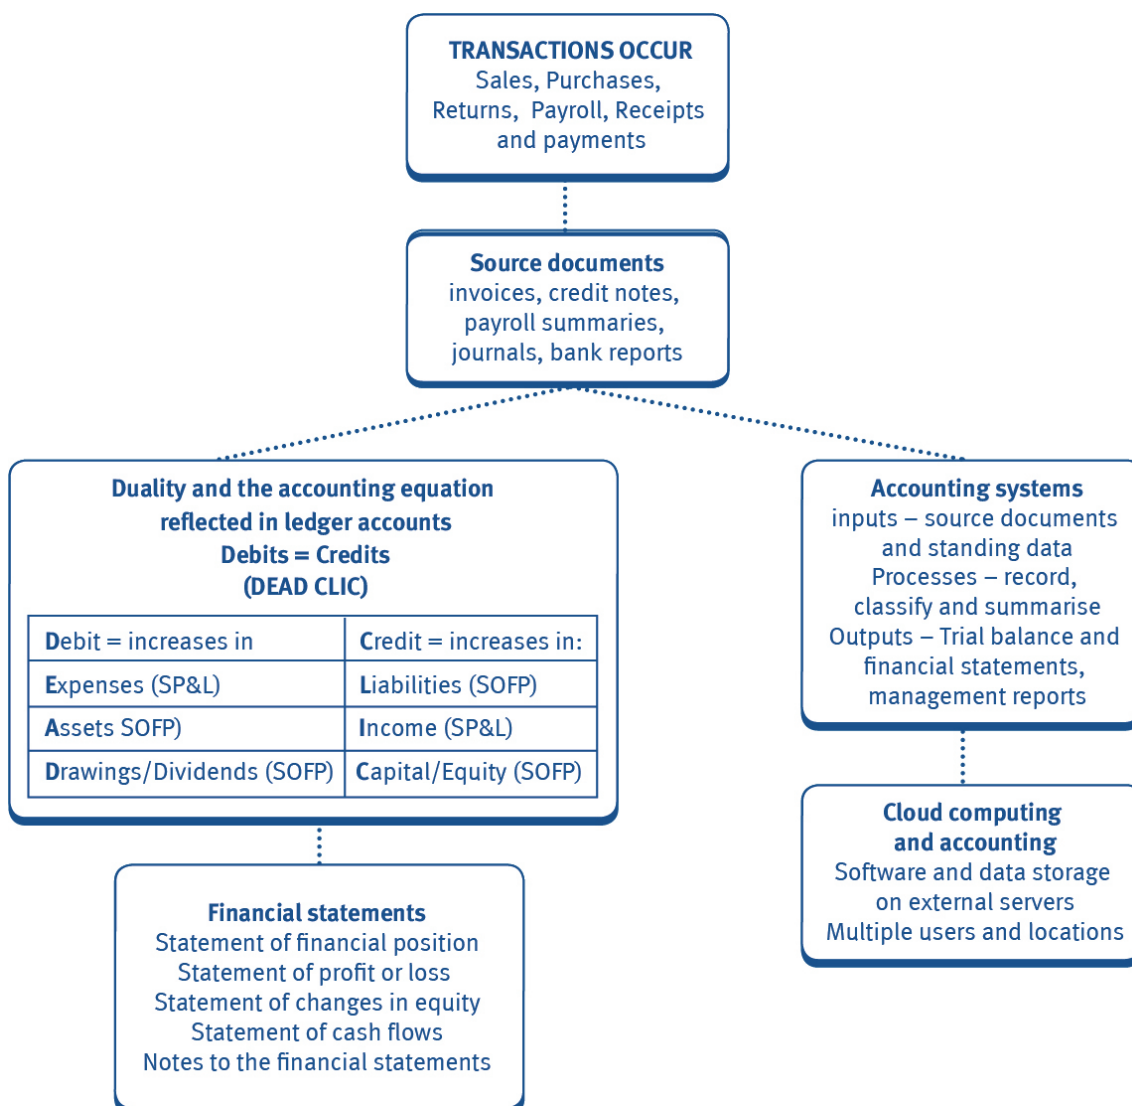 TRANSACTIONS OCCUR
Sales, Purchases,
Returns, Payroll, Receipts
and payments
Source documents
invoices, credit notes,
payroll summaries,
journals, bank reports
Duality and the accounting equation
reflected in ledger accounts
Debits = Credits
(DEAD CLIC)
Debit = increases in
Credit = increases in:
Expenses (SP&L)
Liabilities (SOFP)
Assets SOFP)
Income (SP&L)
Drawings/Dividends (SOFP)
Capital/Equity (SOFP)
Accounting systems
inputs – source documents
and standing data
Processes – record,
classify and summarise
Outputs – Trial balance and
financial statements,
management reports
Financial statements
Statement of financial position
Statement of profit or loss
Statement of changes in equity
Statement of cash flows
Notes to the financial statements
Cloud computing
and accounting
Software and data storage
on external servers
Multiple users and locations